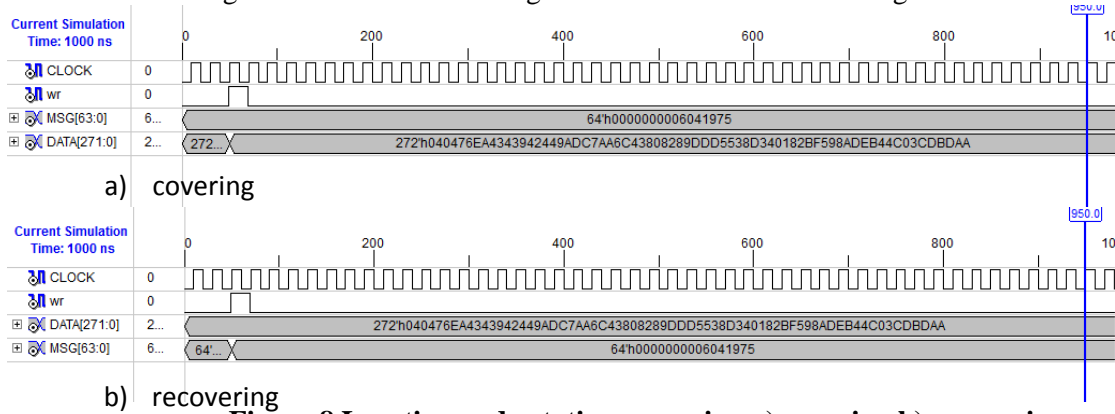 Current Simulation
Time: 1000 ns
950.0
0 200 400 600 800 10
CLOCK 0
wr 0
MSG[63:0] 6... 64'h0000000006041975
DATA[271:0] 2... 272... 272'h040476EA4343942449ADC7AA6C43808289DDD5538D340182BF598ADEB44C03CDBDAA
a) covering
Current Simulation
Time: 1000 ns
950.0
0 200 400 600 800 10
CLOCK 0
wr 0
DATA[271:0] 2... 272'h040476EA4343942449ADC7AA6C43808289DDD5538D340182BF598ADEB44C03CDBDAA
MSG[63:0] 6... 64'... 64'h0000000006041975
b) recovering